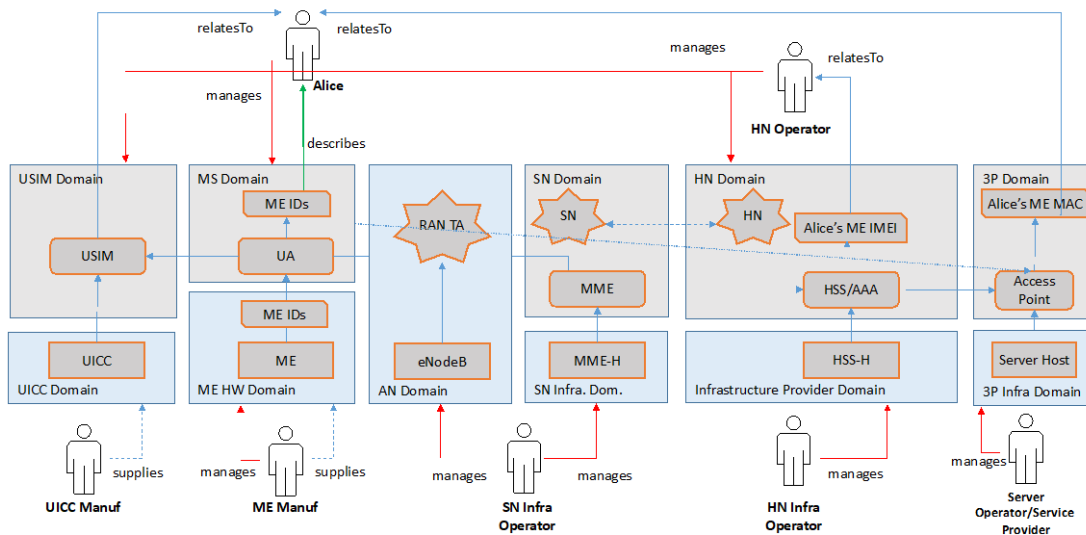 relatesTo
relatesTo
manages
relatesTo
Alice
manages
HN Operator
describes
USIM Domain
MS Domain
SN Domain
HN Domain
3P Domain
ME IDs
RAN TA
SN
HN
Alice's ME IMEI
Alice's ME MAC
USIM
UA
MME
HSS/AAA
Access
Point
ME IDs
UICC
ME
eNodeB
MME-H
HSS-H
Server Host
UICC Domain
ME HW Domain
AN Domain
SN Infra. Dom.
Infrastructure Provider Domain
3P Infra Domain
supplies
manages
supplies
manages
manages
manages
manages
UICC Manuf
ME Manuf
SN Infra
Operator
HN Infra
Operator
Server
Operator/Service
Provider